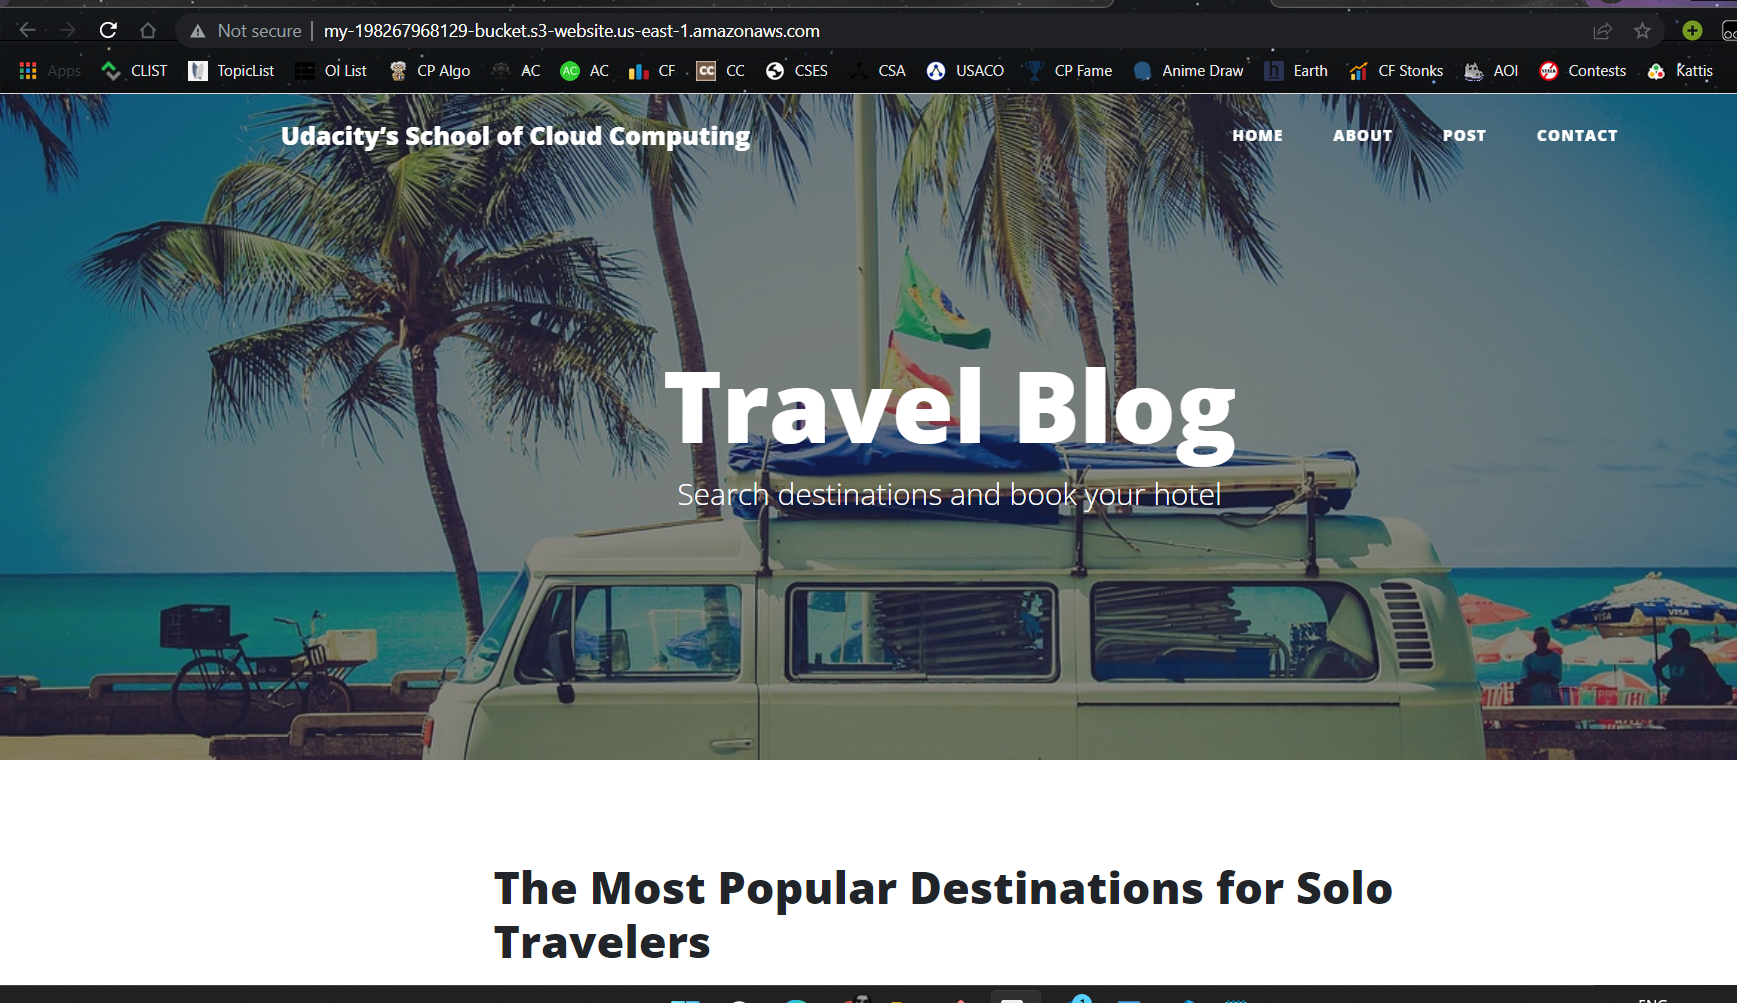 Not secure | my-198267968129-bucket.s3-website.us-east-1.amazonaws.com
Apps CLIST TopicList OI List CP Algo AC AC CF CC CSES CSA USACO CP Fame Anime Draw Earth CF Stonks AOI Contests Kattis
Udacity’s School of Cloud Computing
HOME ABOUT POST CONTACT
Travel Blog
Search destinations and book your hotel
VISA
VISA
The Most Popular Destinations for Solo
Travelers